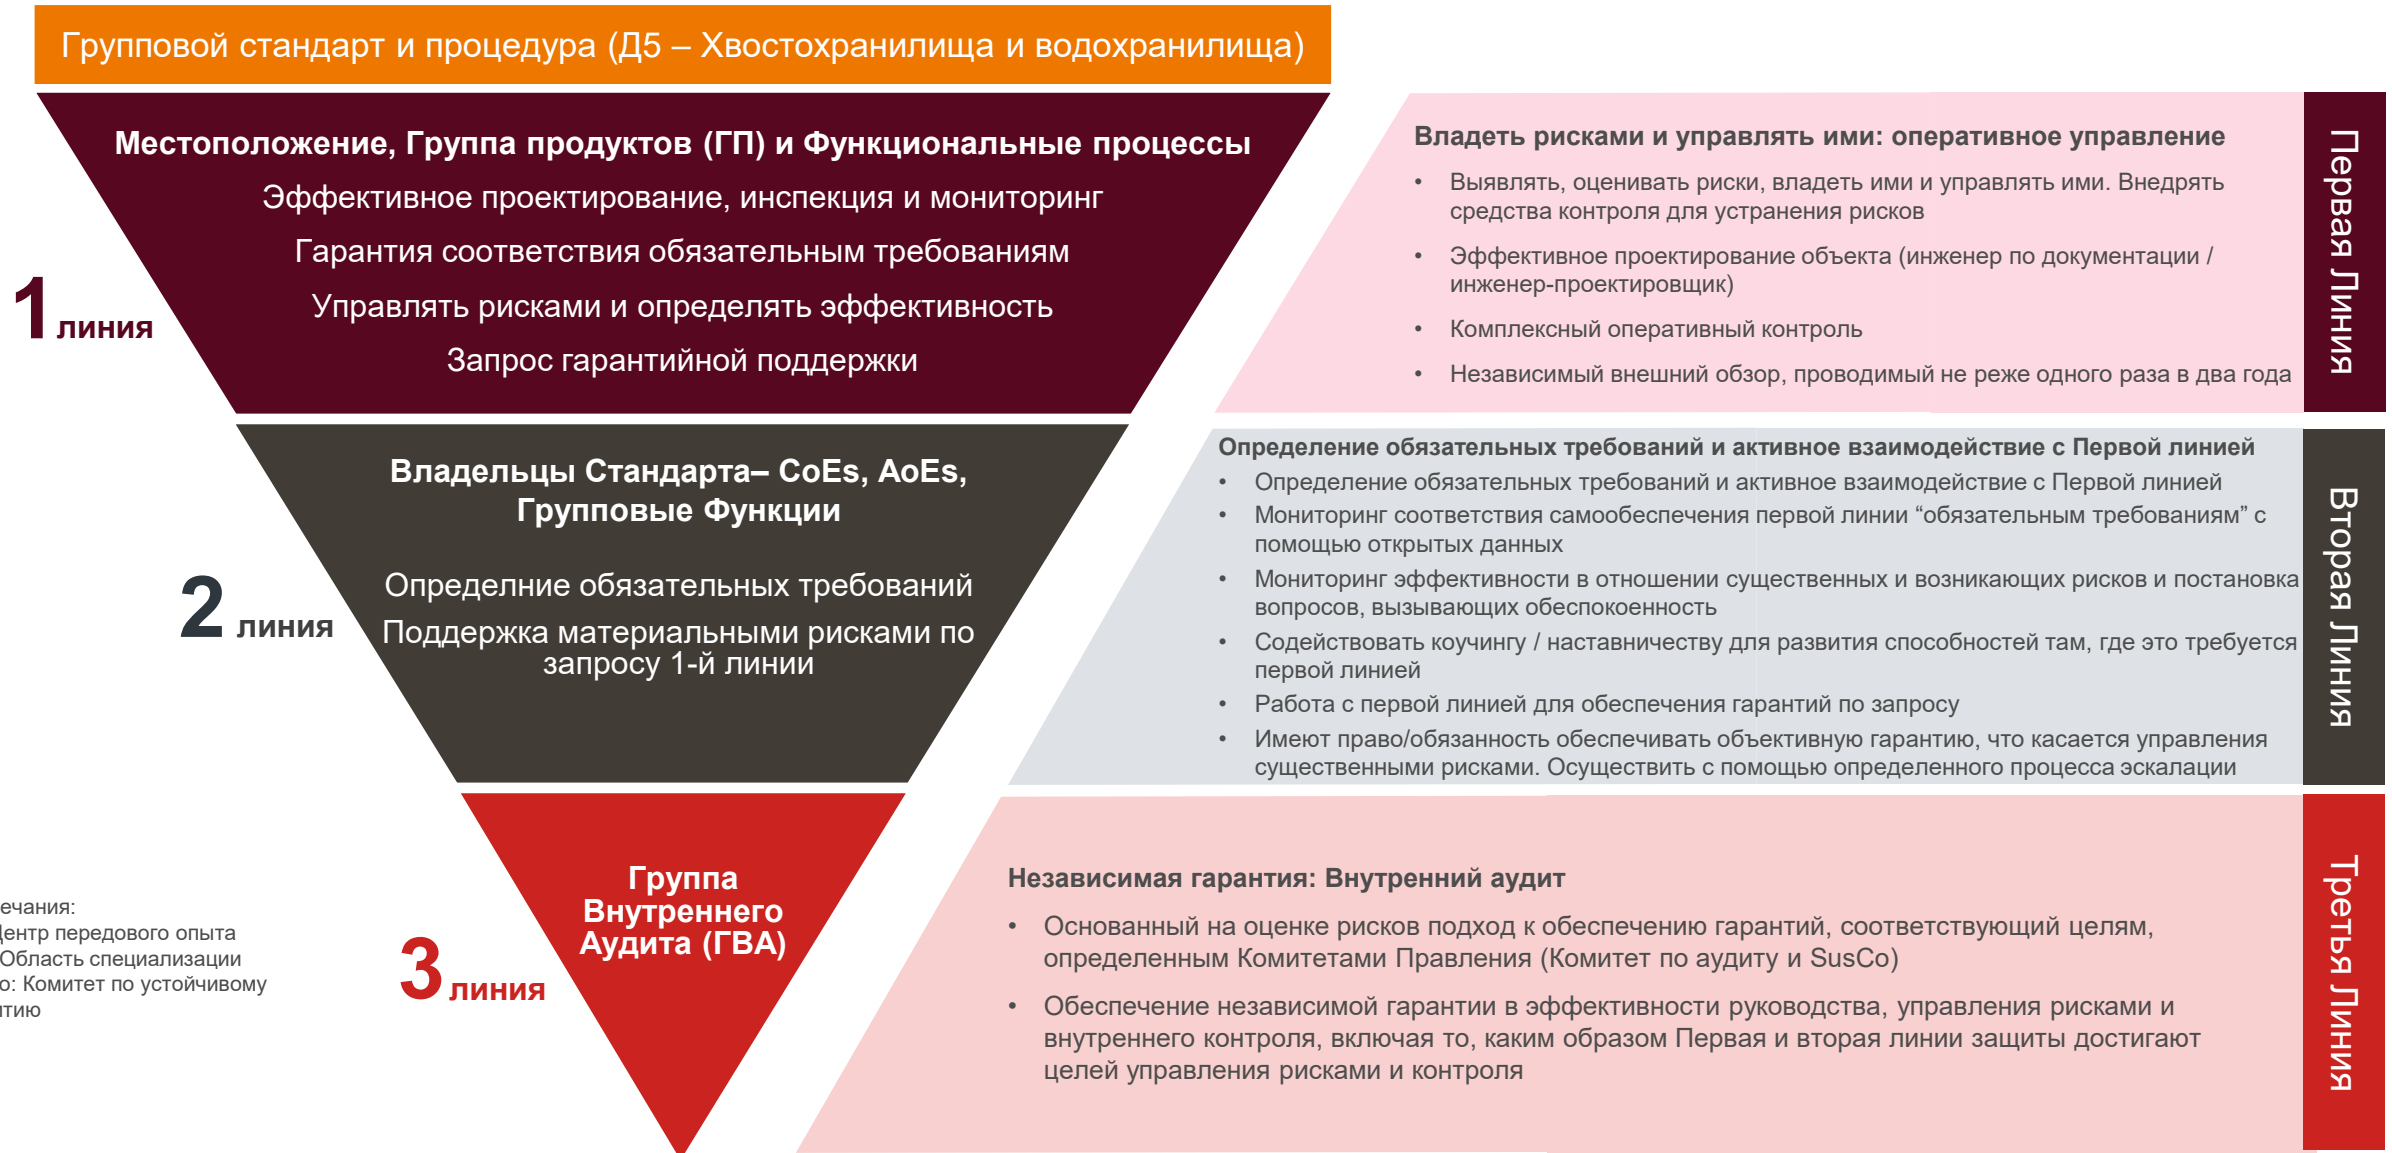 Групповой стандарт и процедура (Д5 – Хвостохранилища и водохранилища)
Местоположение, Группа продуктов (ГП) и Функциональные процессы
Эффективное проектирование, инспекция и мониторинг
Гарантия соответствия обязательным требованиям
Управлять рисками и определять эффективность
Запрос гарантийной поддержки
1 линия
Владеть рисками и управлять ими: оперативное управление
• Выявлять, оценивать риски, владеть ими и управлять ими. Внедрять
средства контроля для устранения рисков
• Эффективное проектирование объекта (инженер по документации /
инженер-проектировщик)
• Комплексный оперативный контроль
• Независимый внешний обзор, проводимый не реже одного раза в два года
Первая Линия
Владельцы Стандарта– CoEs, AoEs,
Групповые Функции
Определние обязательных требований
Поддержка материальными рисками по
запросу 1-й линии
2 линия
Определение обязательных требований и активное взаимодействие с Первой линией
• Определение обязательных требований и активное взаимодействие с Первой линией
• Мониторинг соответствия самообеспечения первой линии “обязательным требованиям” с
помощью открытых данных
• Мониторинг эффективности в отношении существенных и возникающих рисков и постановка
вопросов, вызывающих обеспокоенность
• Содействовать коучингу / наставничеству для развития способностей там, где это требуется
первой линией
• Работа с первой линией для обеспечения гарантий по запросу
• Имеют право/обязанность обеспечивать объективную гарантию, что касается управления
существенными рисками. Осуществить с помощью определенного процесса эскалации
Вторая Линия
Группа
Внутреннего
Аудита (ГВА)
3 линия
Независимая гарантия: Внутренний аудит
• Основанный на оценке рисков подход к обеспечению гарантий, соответствующий целям,
определенным Комитетами Правления (Комитет по аудиту и SusCo)
• Обеспечение независимой гарантии в эффективности руководства, управления рисками и
внутреннего контроля, включая то, каким образом Первая и вторая линии защиты достигают
целей управления рисками и контроля
Третья Линия
ечания:
Центр передового опыта
Область специализации
о: Комитет по устойчивому
итию